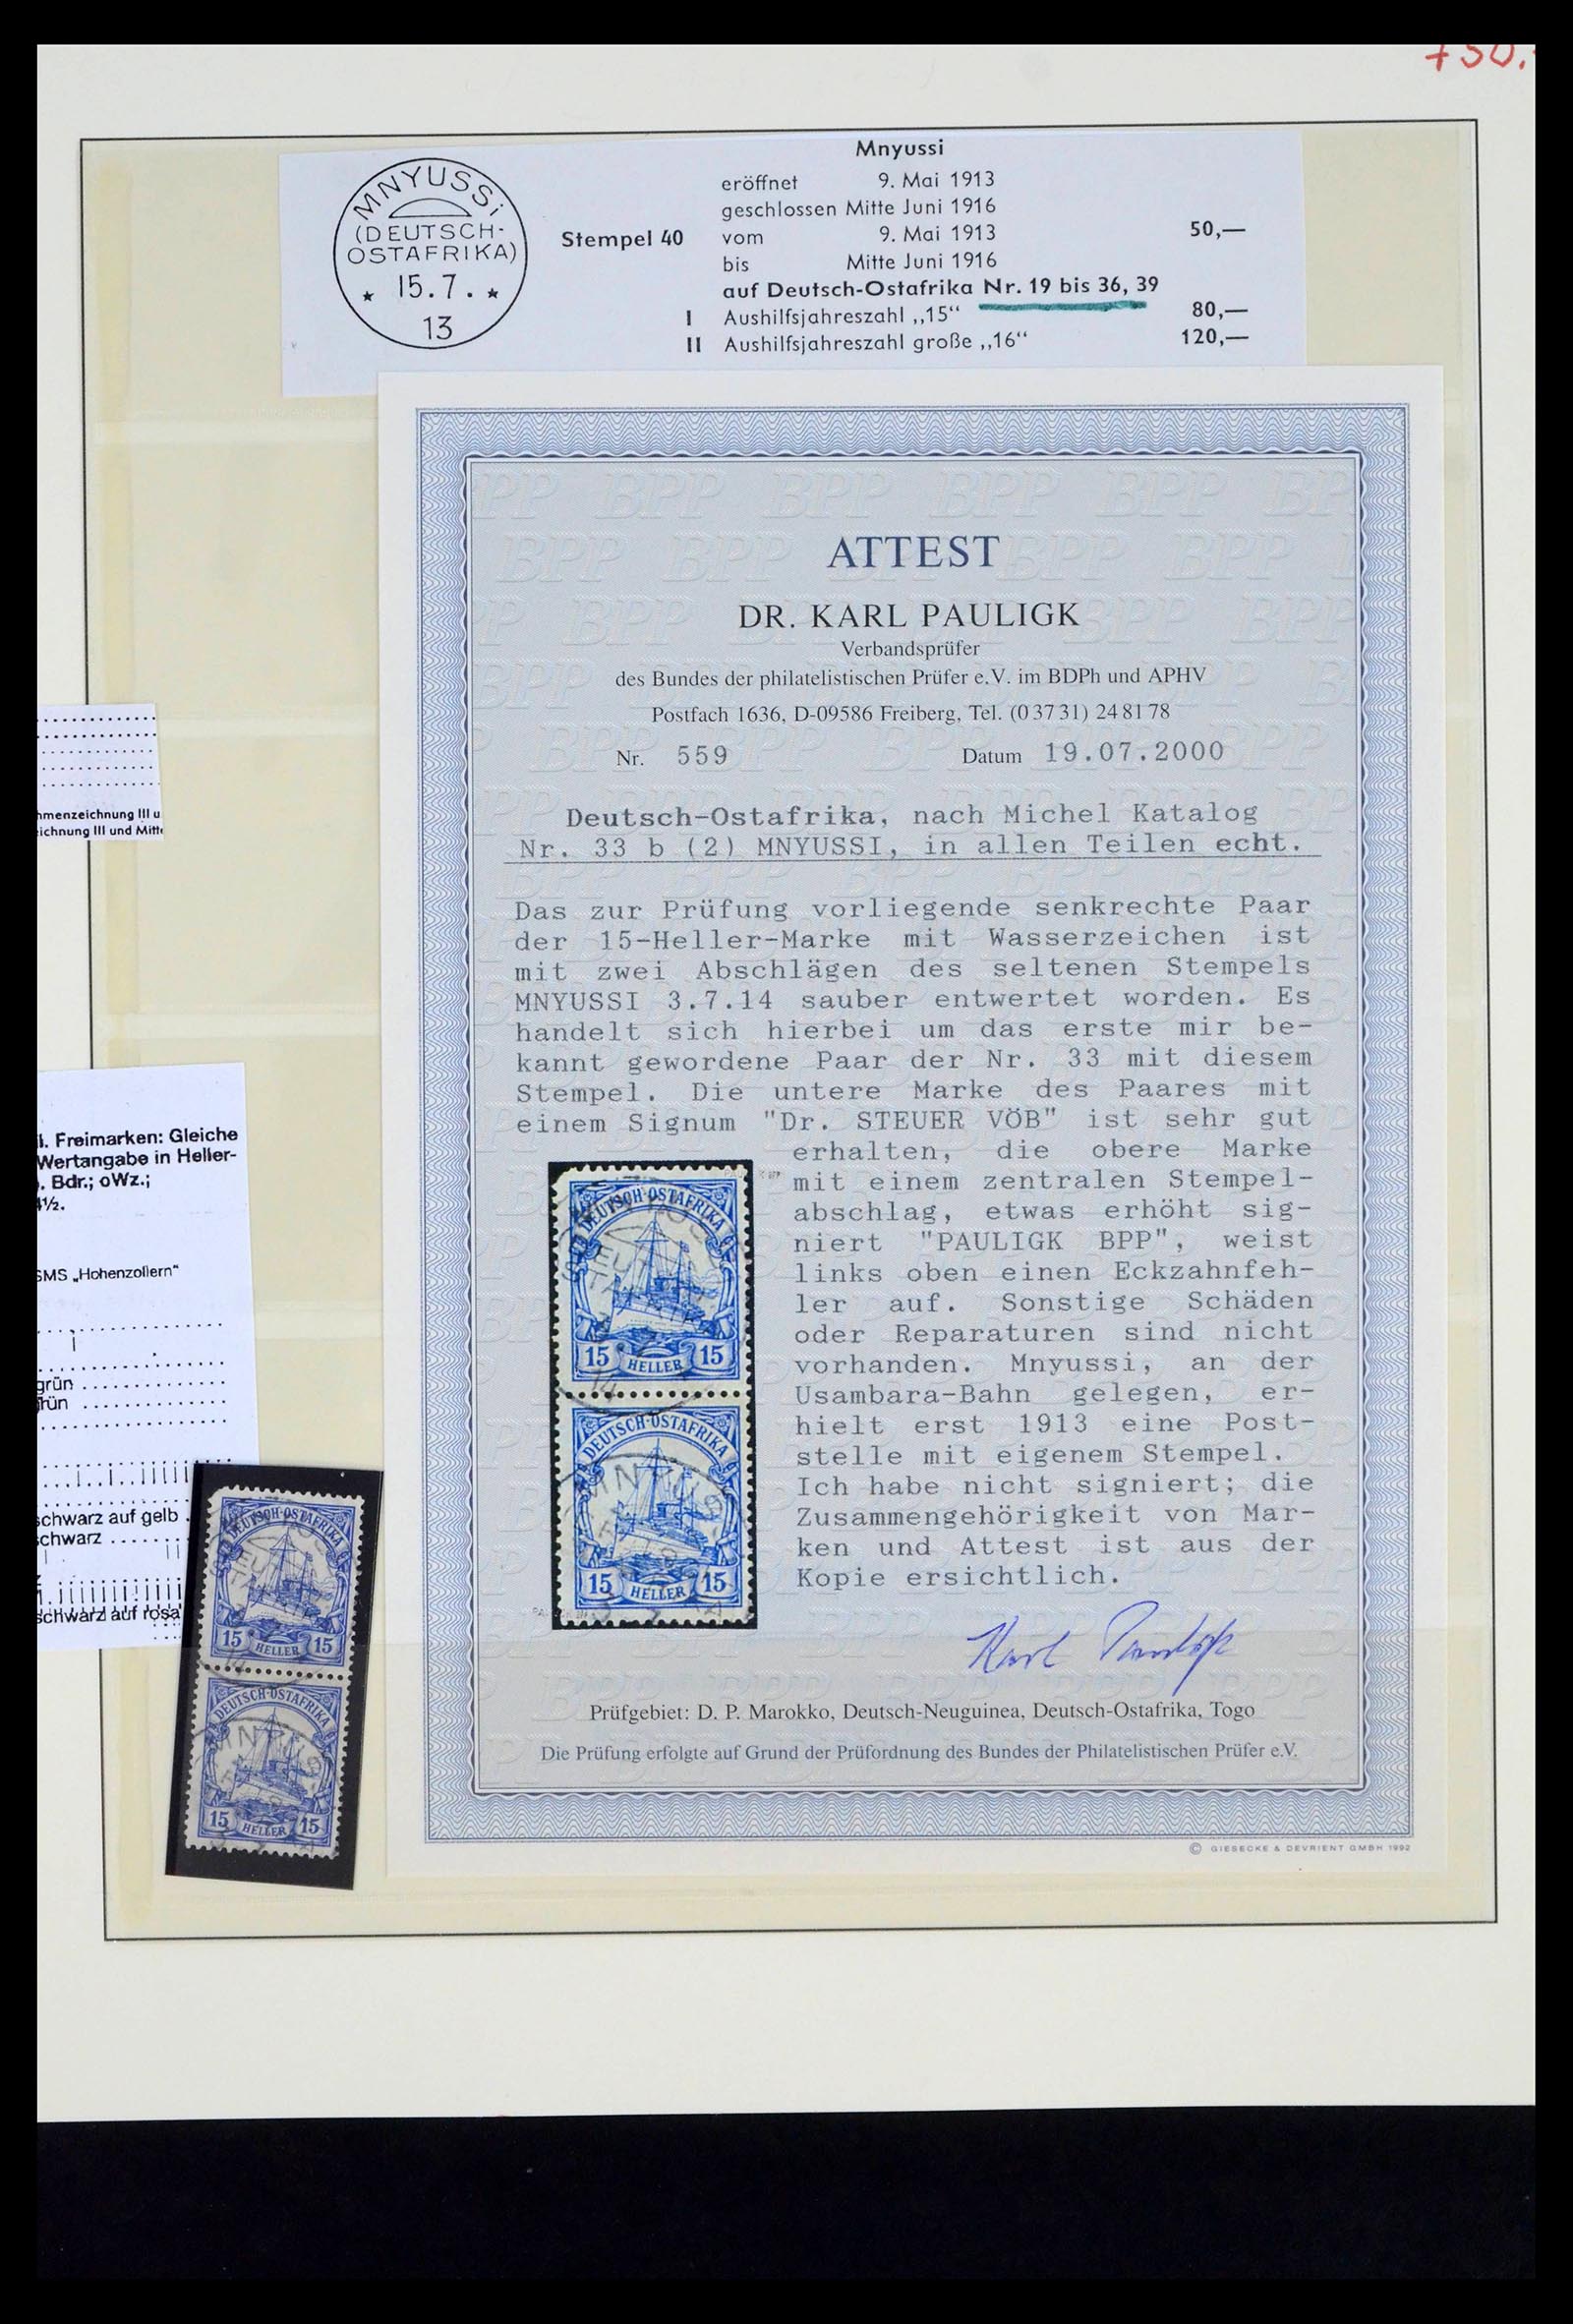 Mnyussi
MNYUSSi
(DEUTSCH-
OSTAFRIKA)
★ 15.7. ★
13
Stempel 40
eröffnet 9. Mai 1913
geschlossen Mitte Juni 1916
vom 9. Mai 1913 50,—
bis Mitte Juni 1916
auf Deutsch-Ostafrika Nr. 19 bis 36, 39
I Aushilfsjahreszahl „15“ 80,—
II Aushilfsjahreszahl große „16“ 120,—
ATTEST
DR. KARL PAULIGK
Verbandsprüfer
des Bundes der philatelistischen Prüfer e.V. im BDPh und APHV
Postfach 1636, D-09586 Freiberg, Tel. (03731) 248178
Nr. 559 Datum 19.07.2000
Deutsch-Ostafrika, nach Michel Katalog
Nr. 33 b (2) MNYUSSI, in allen Teilen echt.
Das zur Prüfung vorliegende senkrechte Paar
der 15-Heller-Marke mit Wasserzeichen ist
mit zwei Abschlägen des seltenen Stempels
MNYUSSI 3.7.14 sauber entwertet worden. Es
handelt sich hierbei um das erste mir be-
kannt gewordene Paar der Nr. 33 mit diesem
Stempel. Die untere Marke des Paares mit
einem Signum "Dr. STEUER VÖB" ist sehr gut
erhalten, die obere Marke
mit einem zentralen Stempel-
abschlag, etwas erhöht sig-
niert "PAULIGK BPP", weist
links oben einen Eckzahnfeh-
ler auf. Sonstige Schäden
oder Reparaturen sind nicht
vorhanden. Mnyussi, an der
Usambara-Bahn gelegen, er-
hielt erst 1913 eine Post-
stelle mit eigenem Stempel.
Ich habe nicht signiert; die
Zusammengehörigkeit von Mar-
ken und Attest ist aus der
Kopie ersichtlich.
DEUTSCH-OSTAFRIKA
15 HELLER 15
DEUTSCH-OSTAFRIKA
15 HELLER 15
Karl Pauligk
Prüfgebiet: D. P. Marokko, Deutsch-Neuguinea, Deutsch-Ostafrika, Togo
Die Prüfung erfolgte auf Grund der Prüfordnung des Bundes der Philatelistischen Prüfer e.V.
© GIESECKE & DEVRIENT GMBH 1992
hmenzeichnung III u
ichnung III und Mitt
i. Freimarken: Gleiche
Wertangabe in Heller-
. Bdr.; oWz.;
4½.
SMS „Hohenzollern“
grün
rün
schwarz auf gelb
schwarz
schwarz auf rosa
DEUTSCH-OSTAFRIKA
15 HELLER 15
DEUTSCH-OSTAFRIKA
15 HELLER 15